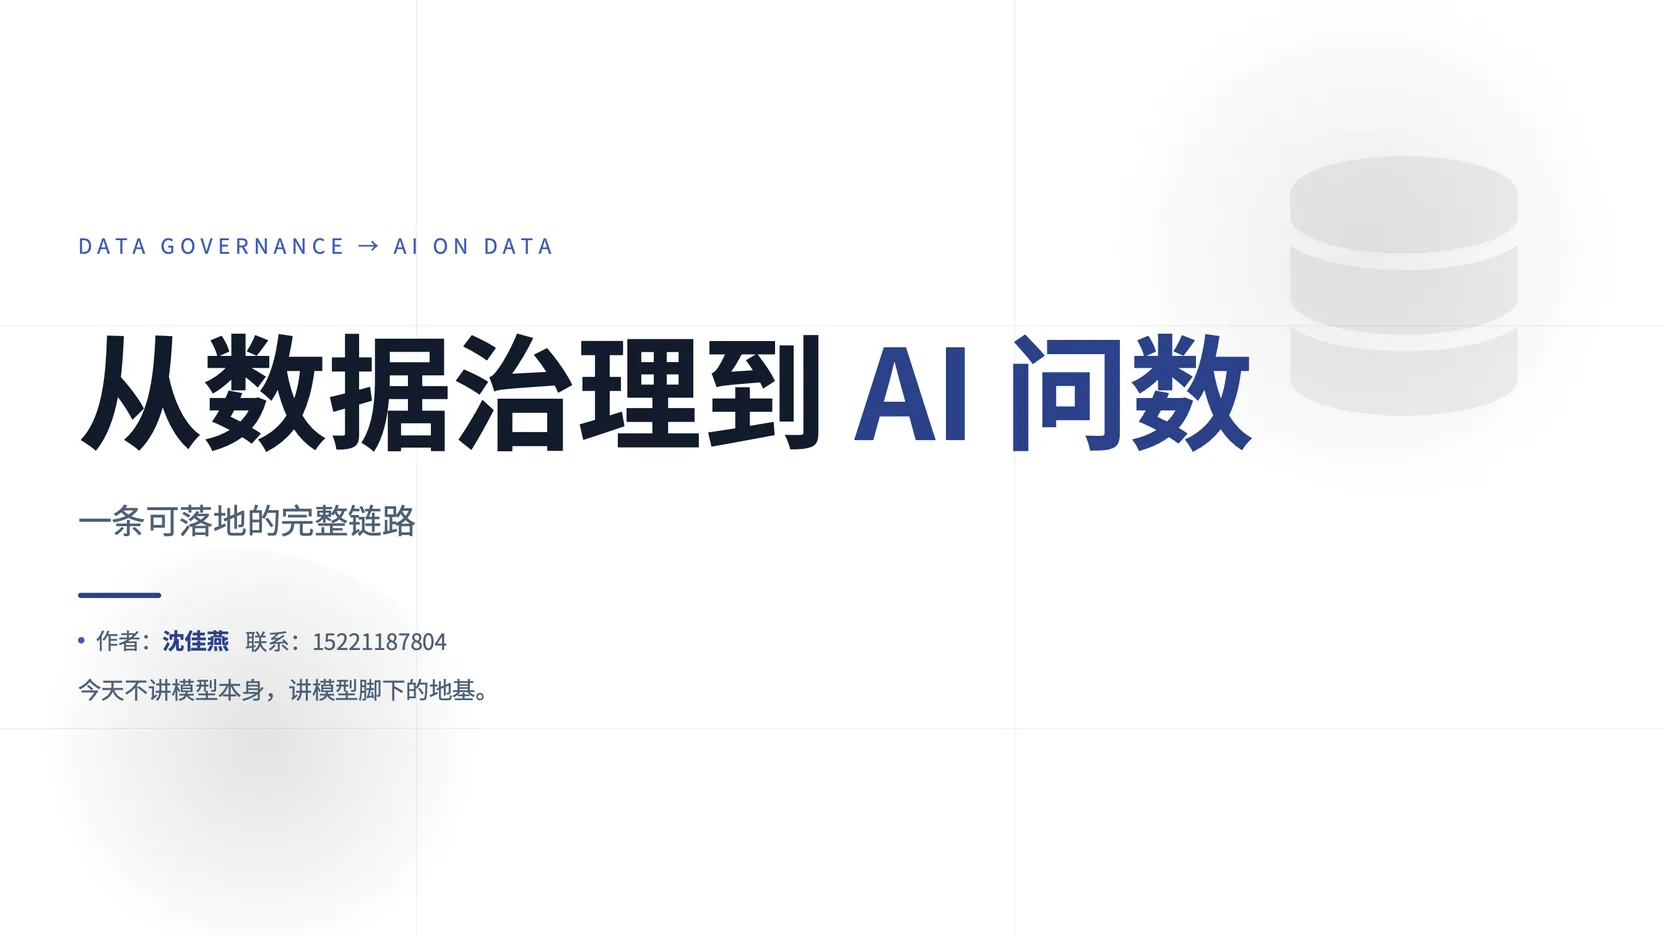 DATA GOVERNANCE → AI ON DATA
从数据治理到 AI 问数
一条可落地的完整链路
• 作者：沈佳燕 联系：15221187804
今天不讲模型本身，讲模型脚下的地基。